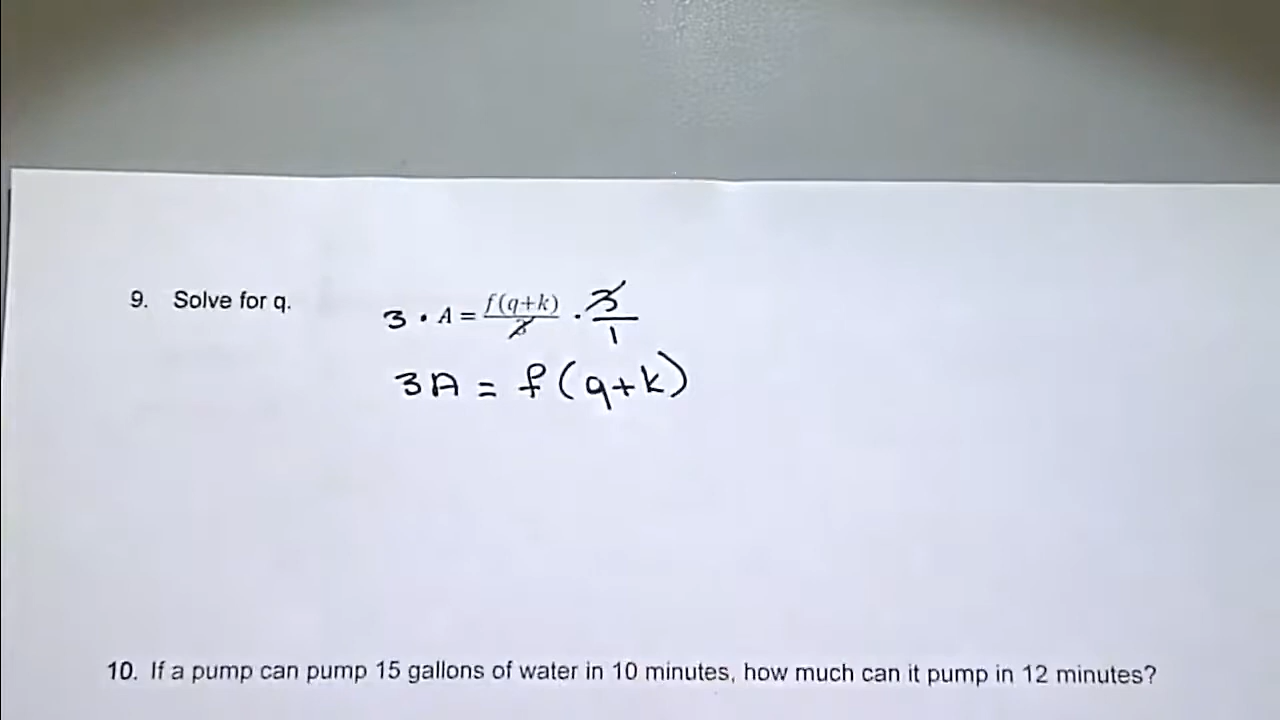 9. Solve for q.
3 · A = f(q+k)/3 · 3/1
3A = f(q+k)
10. If a pump can pump 15 gallons of water in 10 minutes, how much can it pump in 12 minutes?